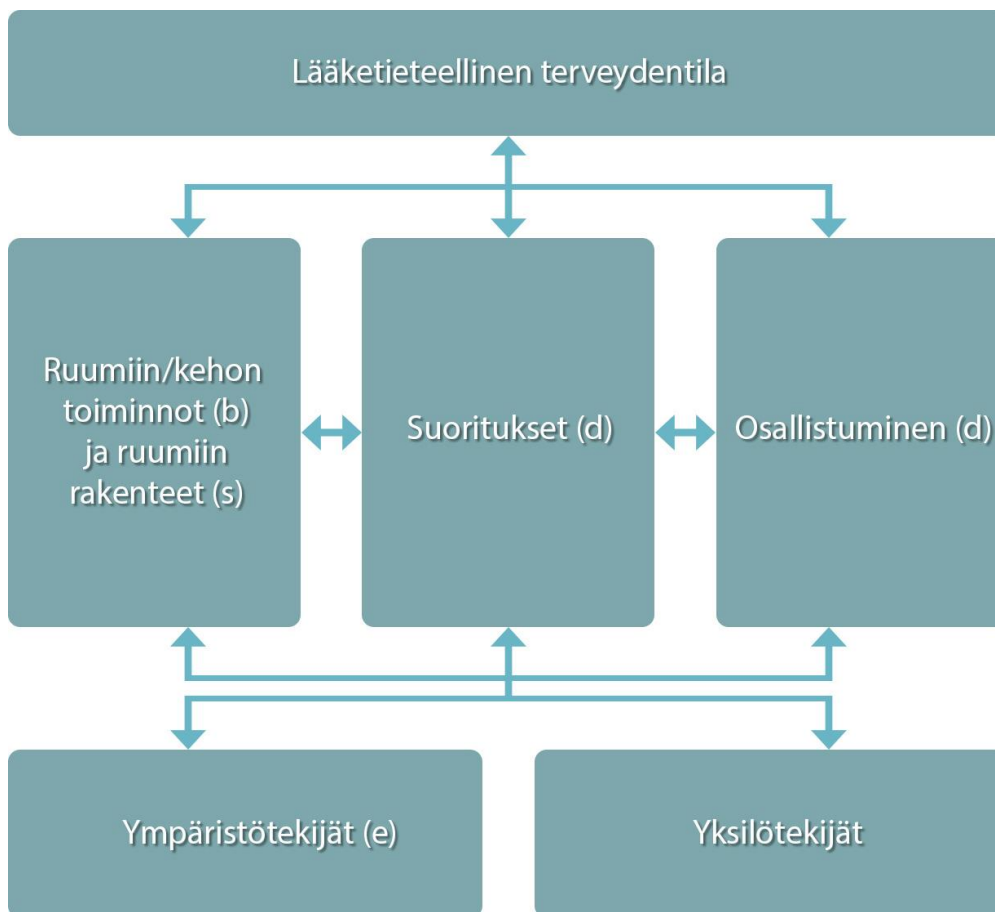 Lääketieteellinen terveydentila
Ruumiin/kehon
toiminnot (b)
ja ruumiin
rakenteet (s)
Suoritukset (d)
Osallistuminen (d)
Ympäristötekijät (e)
Yksilötekijät